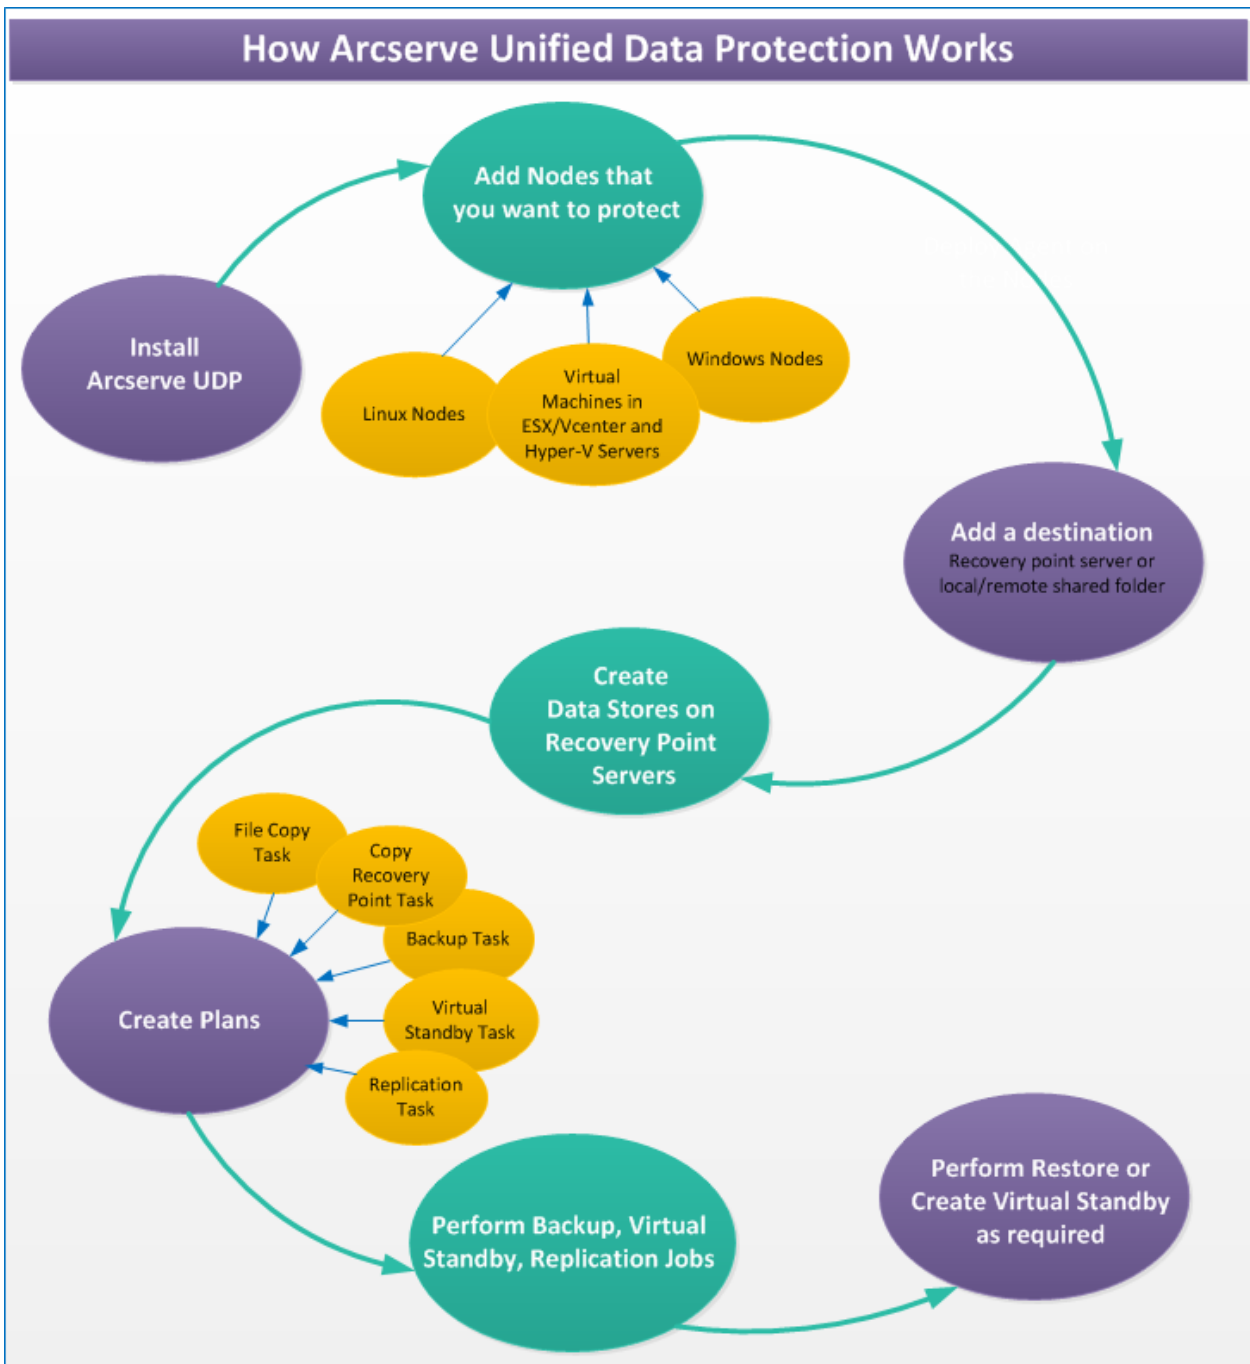 How Arcserve Unified Data Protection Works
Add Nodes that
you want to protect
Install
Arcserve UDP
Linux Nodes
Virtual
Machines in
ESX/Vcenter and
Hyper-V Servers
Windows Nodes
Add a destination
Recovery point server or
local/remote shared folder
Create
Data Stores on
Recovery Point
Servers
File Copy
Task
Copy
Recovery
Point Task
Backup Task
Virtual
Standby Task
Replication
Task
Create Plans
Perform Backup, Virtual
Standby, Replication Jobs
Perform Restore or
Create Virtual Standby
as required